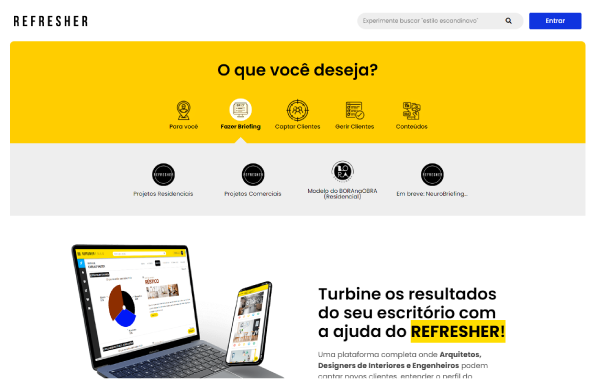 REFRESHER
Experimente buscar "estilo escandinavo"
Entrar
O que você deseja?
Para você
Fazer Briefing
Captar Clientes
Gerir Clientes
Conteúdos
REFRESHER
REFRESHER
BO
RA
REFRESHER
Projetos Residenciais
Projetos Comerciais
Modelo do BORAngOBRA
(Residencial)
Em breve: NeuroBriefing...
Turbine os resultados
do seu escritório com
a ajuda do REFRESHER!
Uma plataforma completa onde Arquitetos,
Designers de Interiores e Engenheiros podem
captar novos clientes, entender o perfil do